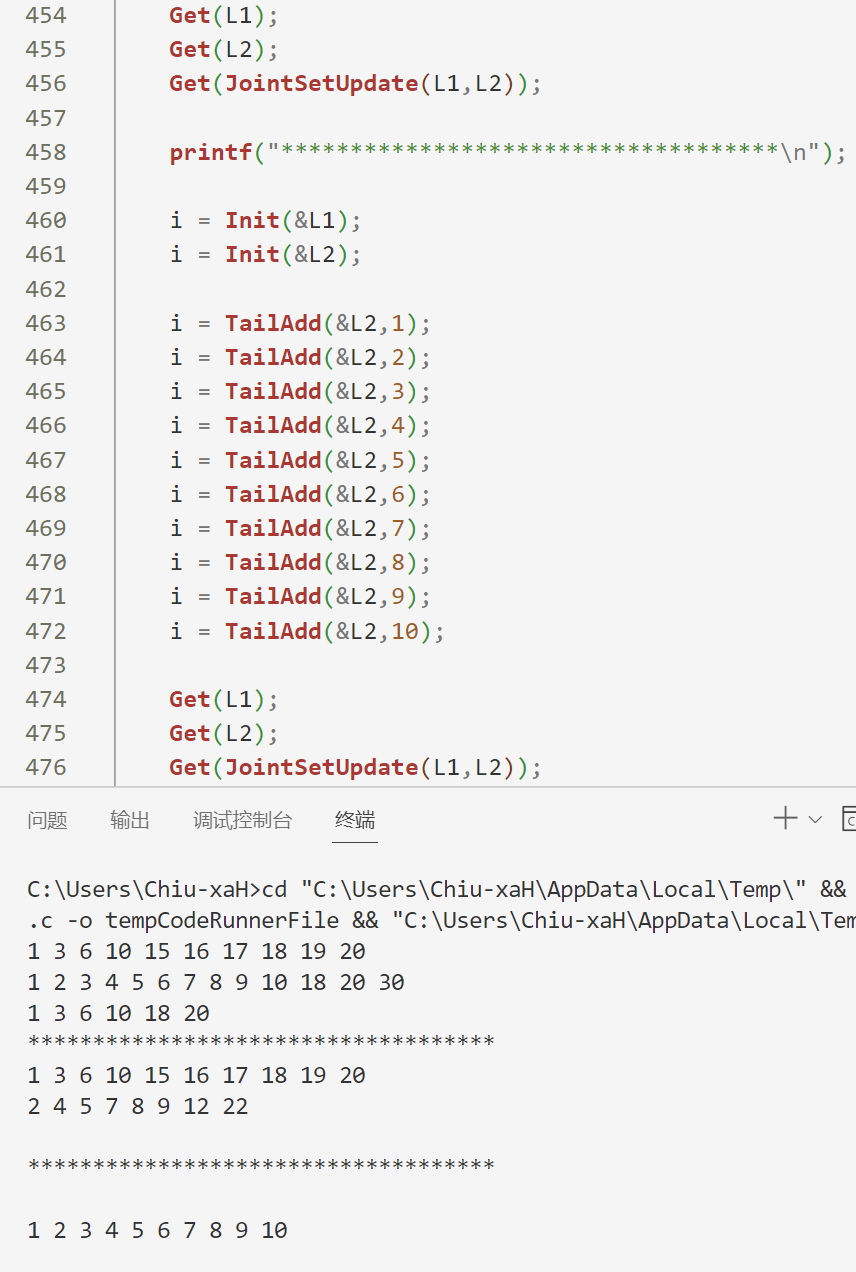 454 Get(L1);
455 Get(L2);
456 Get(JointSetUpdate(L1,L2));
457
458 printf("************************************\n");
459
460 i = Init(&L1);
461 i = Init(&L2);
462
463 i = TailAdd(&L2,1);
464 i = TailAdd(&L2,2);
465 i = TailAdd(&L2,3);
466 i = TailAdd(&L2,4);
467 i = TailAdd(&L2,5);
468 i = TailAdd(&L2,6);
469 i = TailAdd(&L2,7);
470 i = TailAdd(&L2,8);
471 i = TailAdd(&L2,9);
472 i = TailAdd(&L2,10);
473
474 Get(L1);
475 Get(L2);
476 Get(JointSetUpdate(L1,L2));
问题 输出 调试控制台 终端
C:\Users\Chiu-xaH>cd "C:\Users\Chiu-xaH\AppData\Local\Temp\" &&
.c -o tempCodeRunnerFile && "C:\Users\Chiu-xaH\AppData\Local\Tem
1 3 6 10 15 16 17 18 19 20
1 2 3 4 5 6 7 8 9 10 18 20 30
1 3 6 10 18 20
************************************
1 3 6 10 15 16 17 18 19 20
2 4 5 7 8 9 12 22
************************************
1 2 3 4 5 6 7 8 9 10